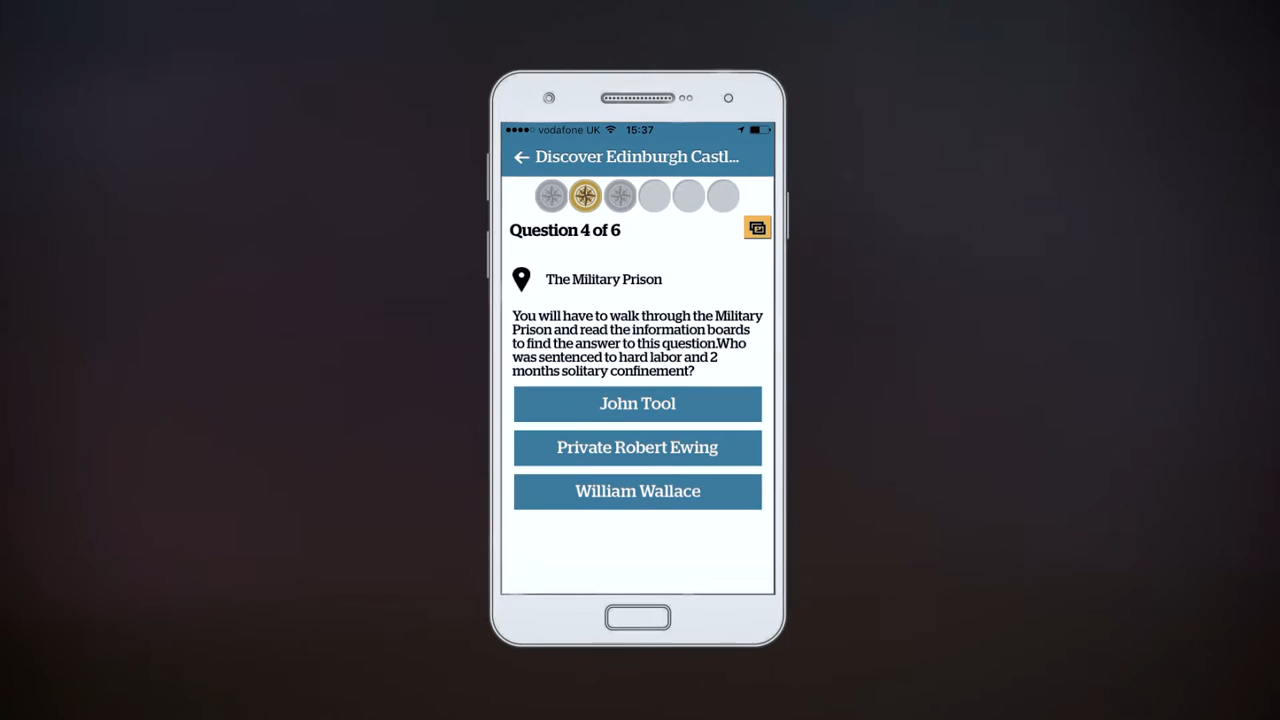 vodafone UK 15:37
Discover Edinburgh Castl...
Question 4 of 6
The Military Prison
You will have to walk through the Military
Prison and read the information boards
to find the answer to this question.Who
was sentenced to hard labor and 2
months solitary confinement?
John Tool
Private Robert Ewing
William Wallace